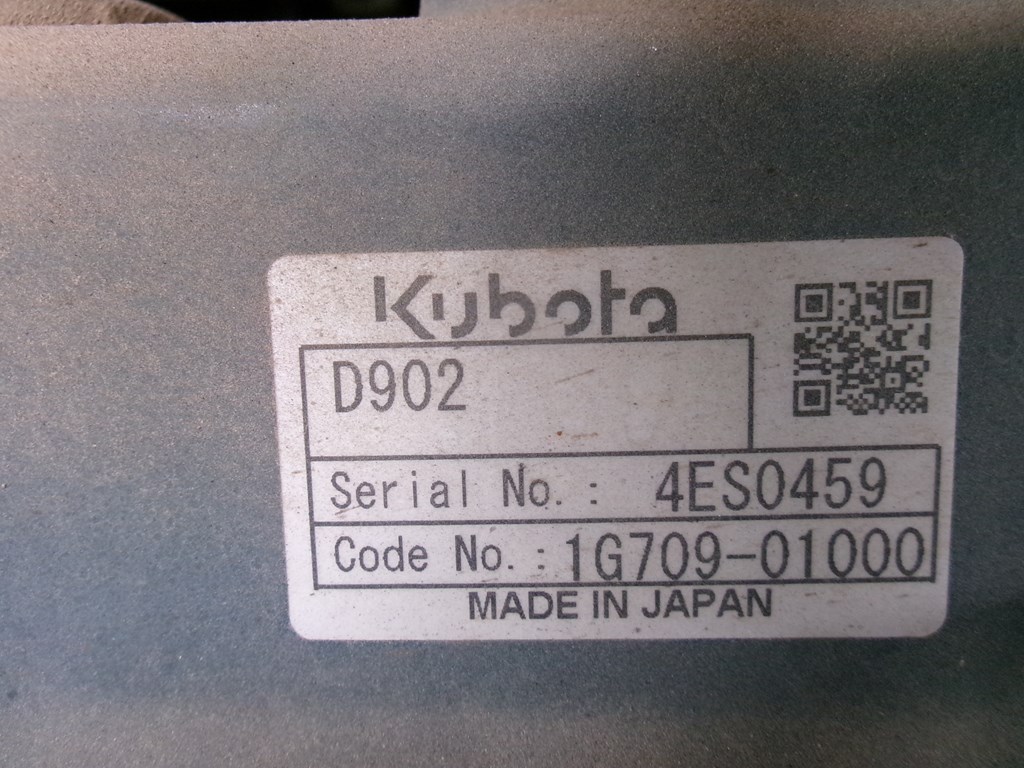 Kubota
D902
Serial No.: 4ES0459
Code No.: 1G709-01000
MADE IN JAPAN